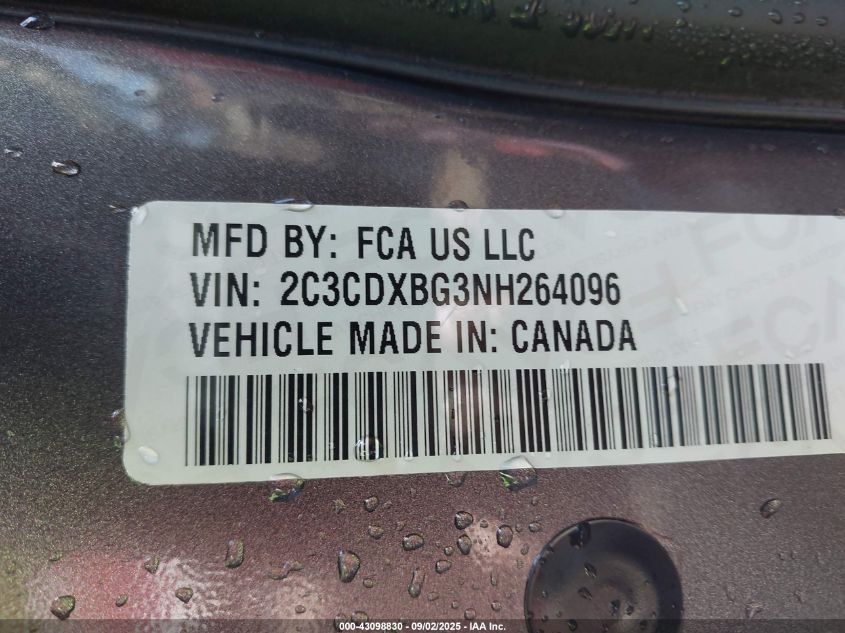 MFD BY: FCA US LLC
VIN: 2C3CDXBG3NH264096
VEHICLE MADE IN: CANADA
000-43098830 - 09/02/2025 - IAA Inc.